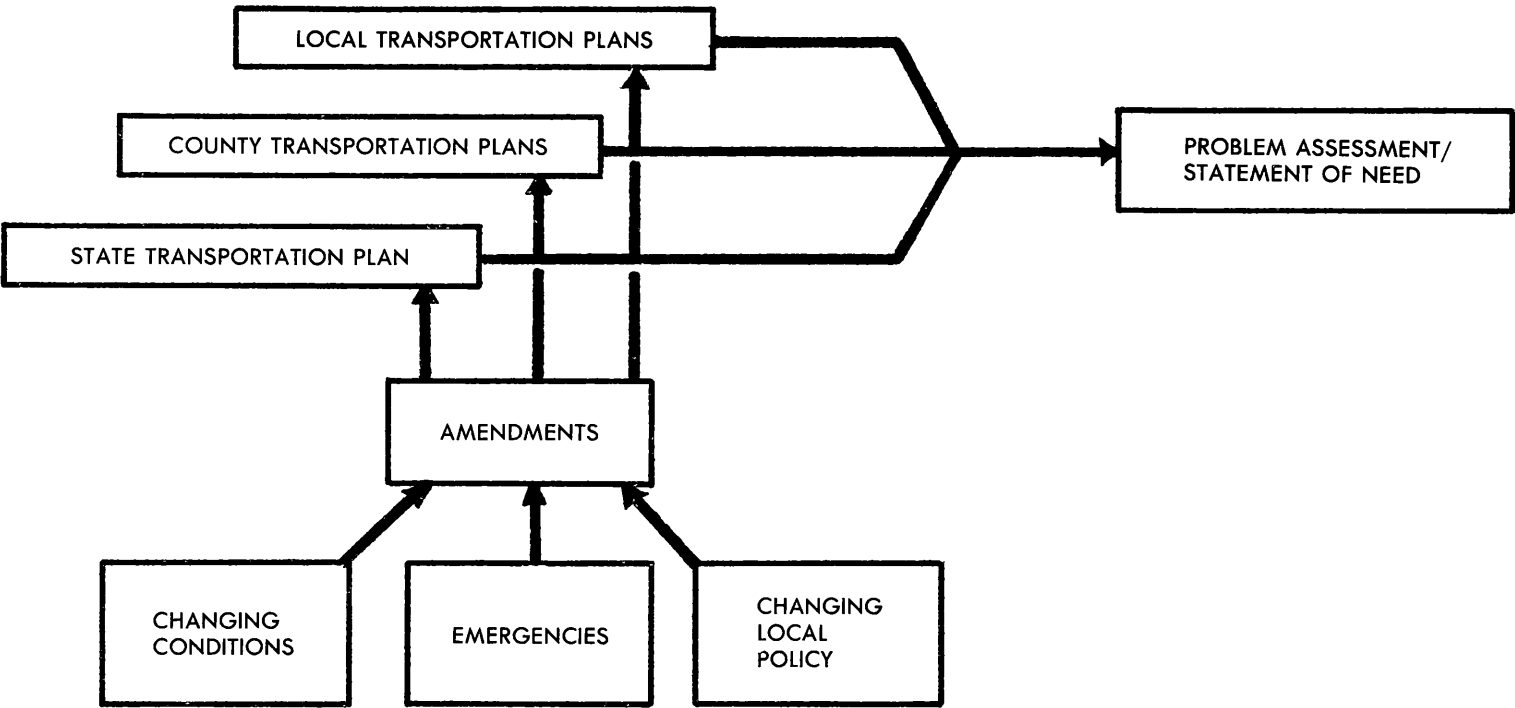 LOCAL TRANSPORTATION PLANS
COUNTY TRANSPORTATION PLANS
PROBLEM ASSESSMENT/
STATEMENT OF NEED
STATE TRANSPORTATION PLAN
AMENDMENTS
CHANGING
CONDITIONS
EMERGENCIES
CHANGING
LOCAL
POLICY